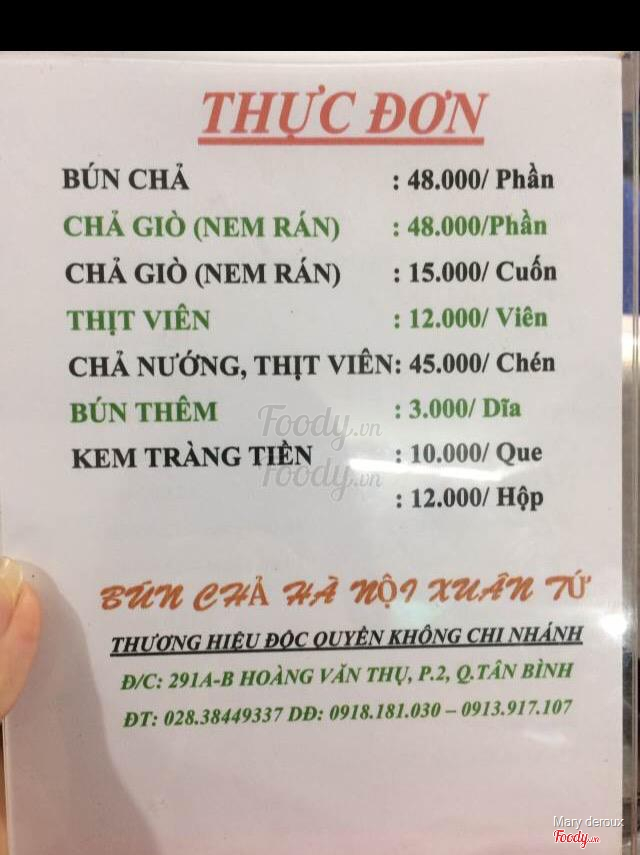 THỰC ĐƠN
BÚN CHẢ : 48.000/ Phần
CHẢ GIÒ (NEM RÁN) : 48.000/Phần
CHẢ GIÒ (NEM RÁN) : 15.000/ Cuốn
THỊT VIÊN : 12.000/ Viên
CHẢ NƯỚNG, THỊT VIÊN: 45.000/ Chén
BÚN THÊM : 3.000/ Dĩa
Foody.vn
KEM TRÀNG TIỀN : 10.000/ Que
Foody.vn
: 12.000/ Hộp
BÚN CHẢ HÀ NỘI XUÂN TỨ
THƯƠNG HIỆU ĐỘC QUYỀN KHÔNG CHI NHÁNH
Đ/C: 291A-B HOÀNG VĂN THỤ, P.2, Q.TÂN BÌNH
ĐT: 028.38449337 DĐ: 0918.181.030 – 0913.917.107
Mary deroux
Foody.vn